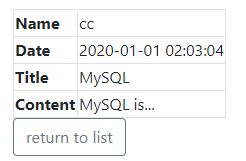 Name cc
Date 2020-01-01 02:03:04
Title MySQL
Content MySQL is...
return to list